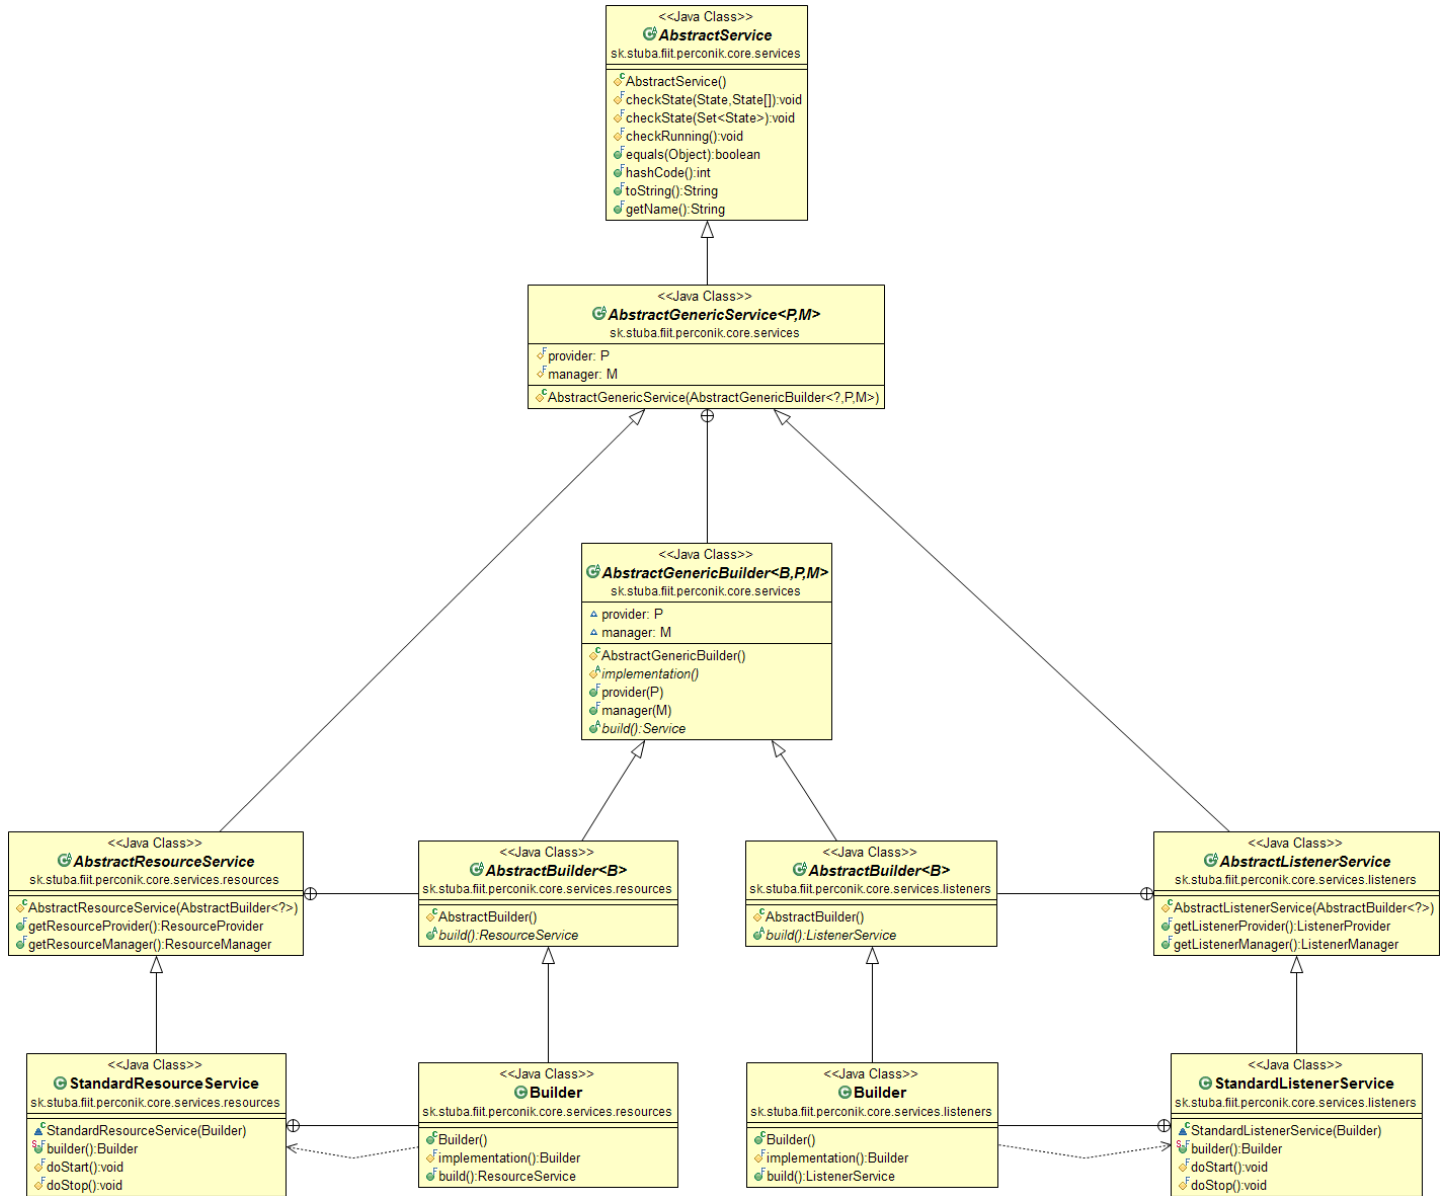 <<Java Class>>
AbstractService
sk.stuba.fiit.perconik.core.services
AbstractService()
checkState(State,State[]):void
checkState(Set<State>):void
checkRunning():void
equals(Object):boolean
hashCode():int
toString():String
getName():String
<<Java Class>>
AbstractGenericService<P,M>
sk.stuba.fiit.perconik.core.services
provider: P
manager: M
AbstractGenericService(AbstractGenericBuilder<?,P,M>)
<<Java Class>>
AbstractGenericBuilder<B,P,M>
sk.stuba.fiit.perconik.core.services
provider: P
manager: M
AbstractGenericBuilder()
implementation()
provider(P)
manager(M)
build():Service
<<Java Class>>
AbstractResourceService
sk.stuba.fiit.perconik.core.services.resources
AbstractResourceService(AbstractBuilder<?>)
getResourceProvider():ResourceProvider
getResourceManager():ResourceManager
<<Java Class>>
AbstractBuilder<B>
sk.stuba.fiit.perconik.core.services.resources
AbstractBuilder()
build():ResourceService
<<Java Class>>
AbstractBuilder<B>
sk.stuba.fiit.perconik.core.services.listeners
AbstractBuilder()
build():ListenerService
<<Java Class>>
AbstractListenerService
sk.stuba.fiit.perconik.core.services.listeners
AbstractListenerService(AbstractBuilder<?>)
getListenerProvider():ListenerProvider
getListenerManager():ListenerManager
<<Java Class>>
StandardResourceService
sk.stuba.fiit.perconik.core.services.resources
StandardResourceService(Builder)
builder():Builder
doStart():void
doStop():void
<<Java Class>>
Builder
sk.stuba.fiit.perconik.core.services.resources
Builder()
implementation():Builder
build():ResourceService
<<Java Class>>
Builder
sk.stuba.fiit.perconik.core.services.listeners
Builder()
implementation():Builder
build():ListenerService
<<Java Class>>
StandardListenerService
sk.stuba.fiit.perconik.core.services.listeners
StandardListenerService(Builder)
builder():Builder
doStart():void
doStop():void